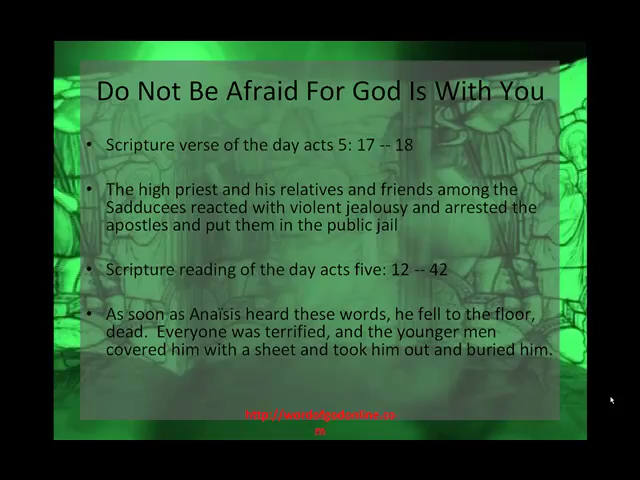 Do Not Be Afraid For God Is With You
• Scripture verse of the day acts 5: 17 -- 18
• The high priest and his relatives and friends among the
Sadducees reacted with violent jealousy and arrested the
apostles and put them in the public jail
• Scripture reading of the day acts five: 12 -- 42
• As soon as Anaïsis heard these words, he fell to the floor,
dead.  Everyone was terrified, and the younger men
covered him with a sheet and took him out and buried him.
http://wordofgodonline.co
m